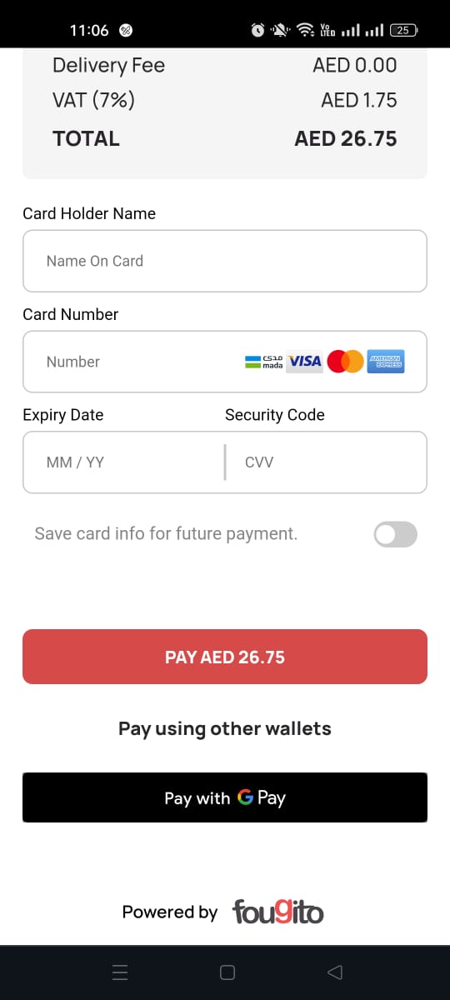 11:06
Vo LTED
25
Delivery Fee AED 0.00
VAT (7%) AED 1.75
TOTAL AED 26.75
Card Holder Name
Name On Card
Card Number
Number مدى mada VISA AMERICAN EXPRESS
Expiry Date Security Code
MM / YY CVV
Save card info for future payment.
PAY AED 26.75
Pay using other wallets
Pay with G Pay
Powered by fougito